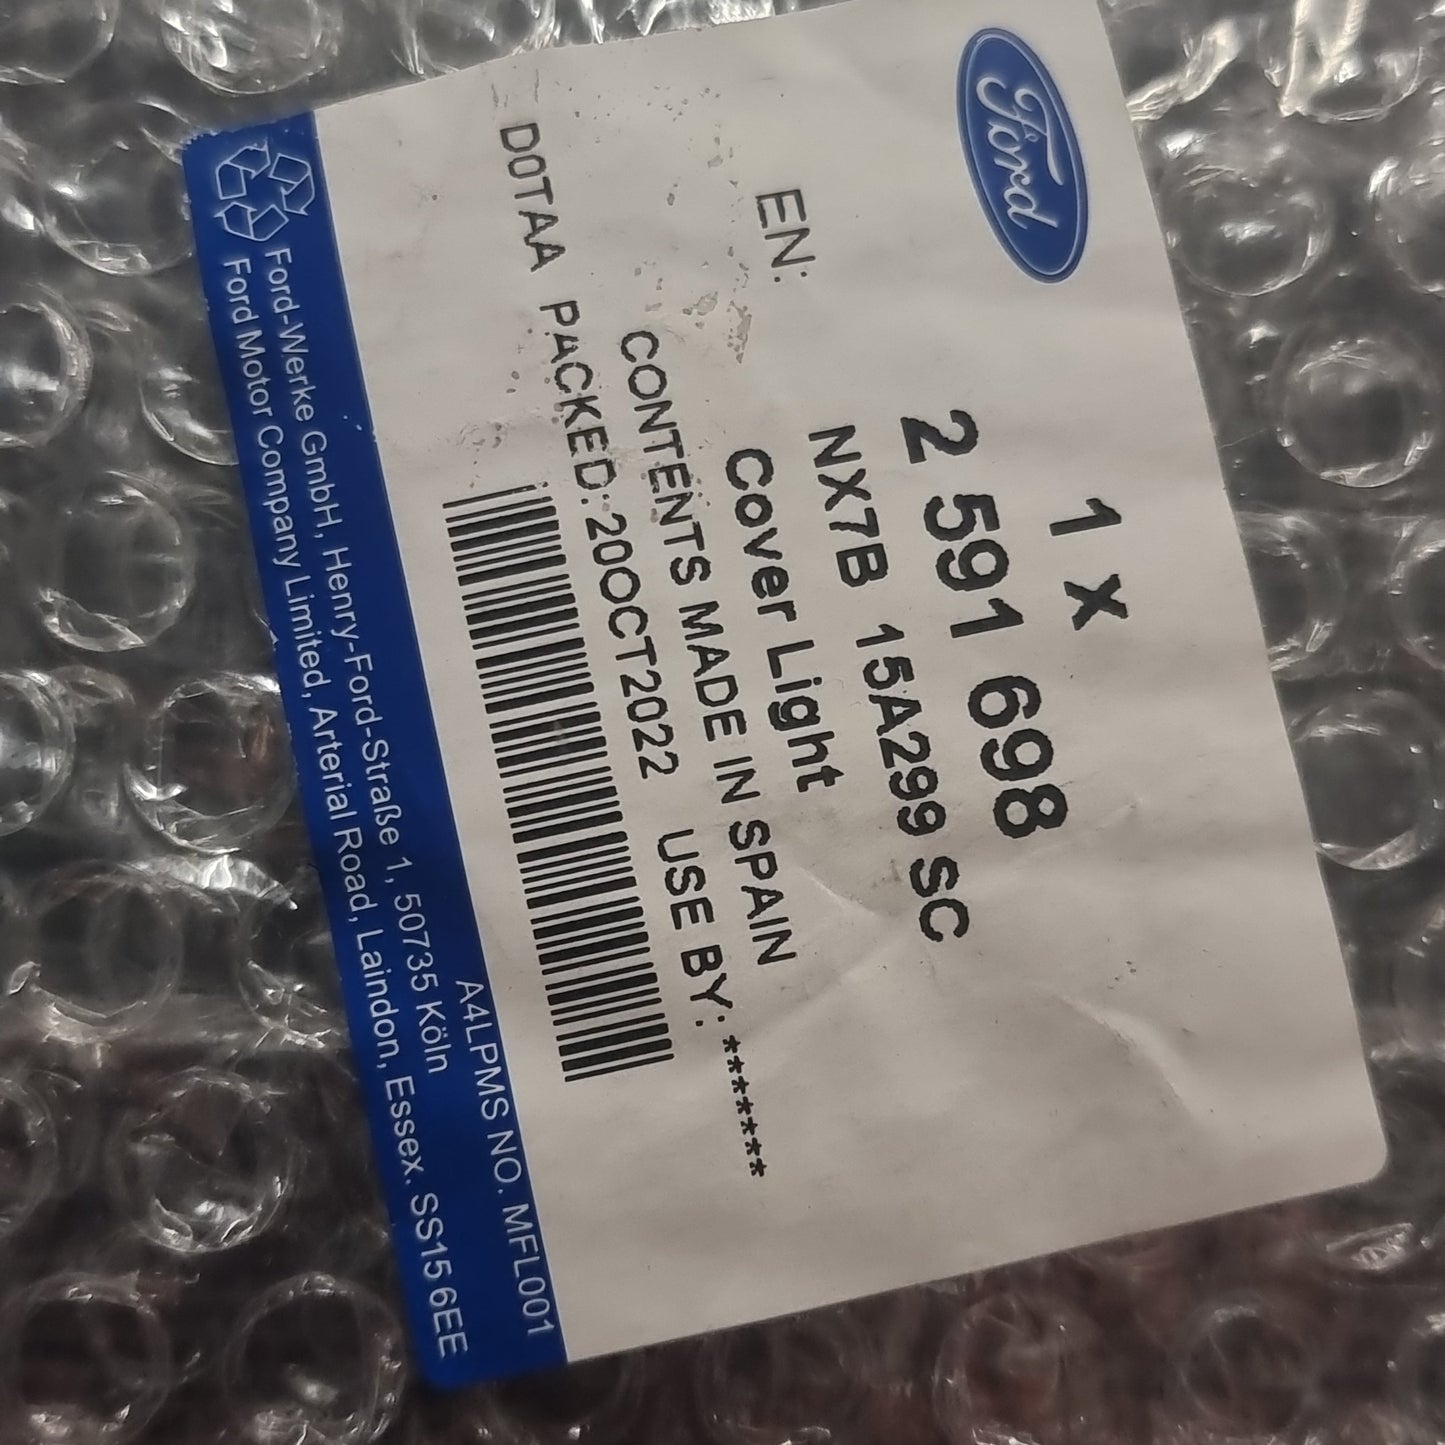 Ford
1 x
2 591 698
NX7B 15A299 SC
EN: Cover Light
CONTENTS MADE IN SPAIN
D0TAA PACKED:20OCT2022 USE BY:*******
A4LPMS NO. MFL001
Ford-Werke GmbH, Henry-Ford-Straße 1, 50735 Köln
Ford Motor Company Limited, Arterial Road, Laindon, Essex. SS15 6EE